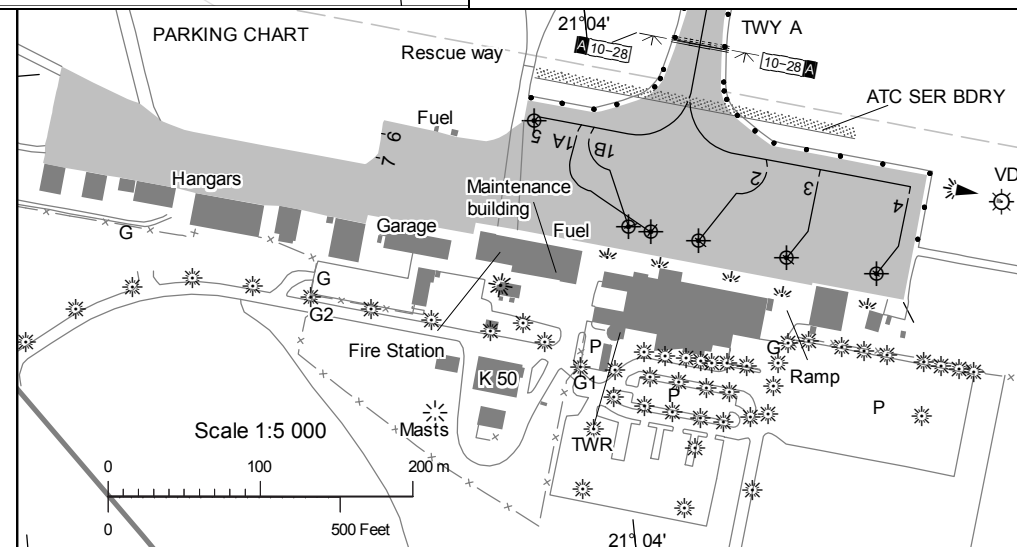 PARKING CHART
21° 04'
TWY A
A 10-28
10-28 A
Rescue way
ATC SER BDRY
Fuel
6
7
5
1A
1B
2
3
4
VD
Hangars
Maintenance
building
Garage
Fuel
G
G
G2
Fire Station
P
G
G1
Ramp
K 50
P
P
Masts
TWR
Scale 1:5 000
0 100 200 m
0 500 Feet
21° 04'